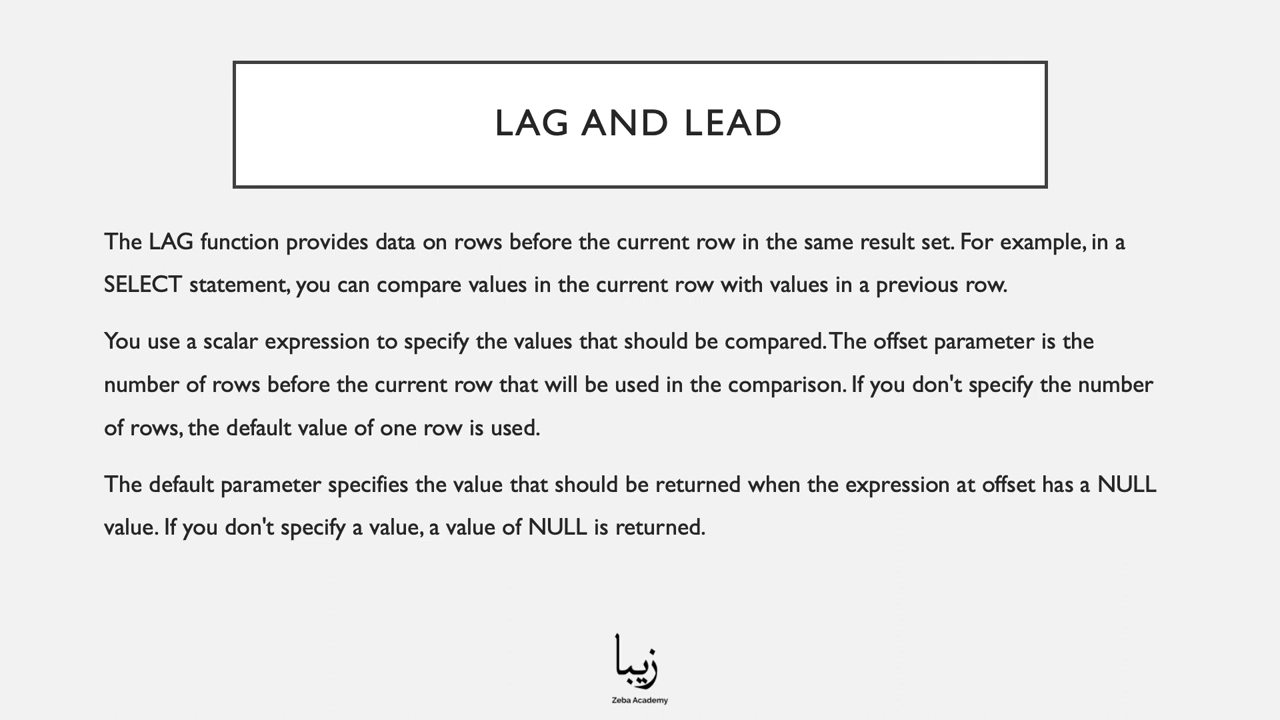 LAG AND LEAD
The LAG function provides data on rows before the current row in the same result set. For example, in a
SELECT statement, you can compare values in the current row with values in a previous row.
You use a scalar expression to specify the values that should be compared. The offset parameter is the
number of rows before the current row that will be used in the comparison. If you don't specify the number
of rows, the default value of one row is used.
The default parameter specifies the value that should be returned when the expression at offset has a NULL
value. If you don't specify a value, a value of NULL is returned.
زیبا
Zeba Academy